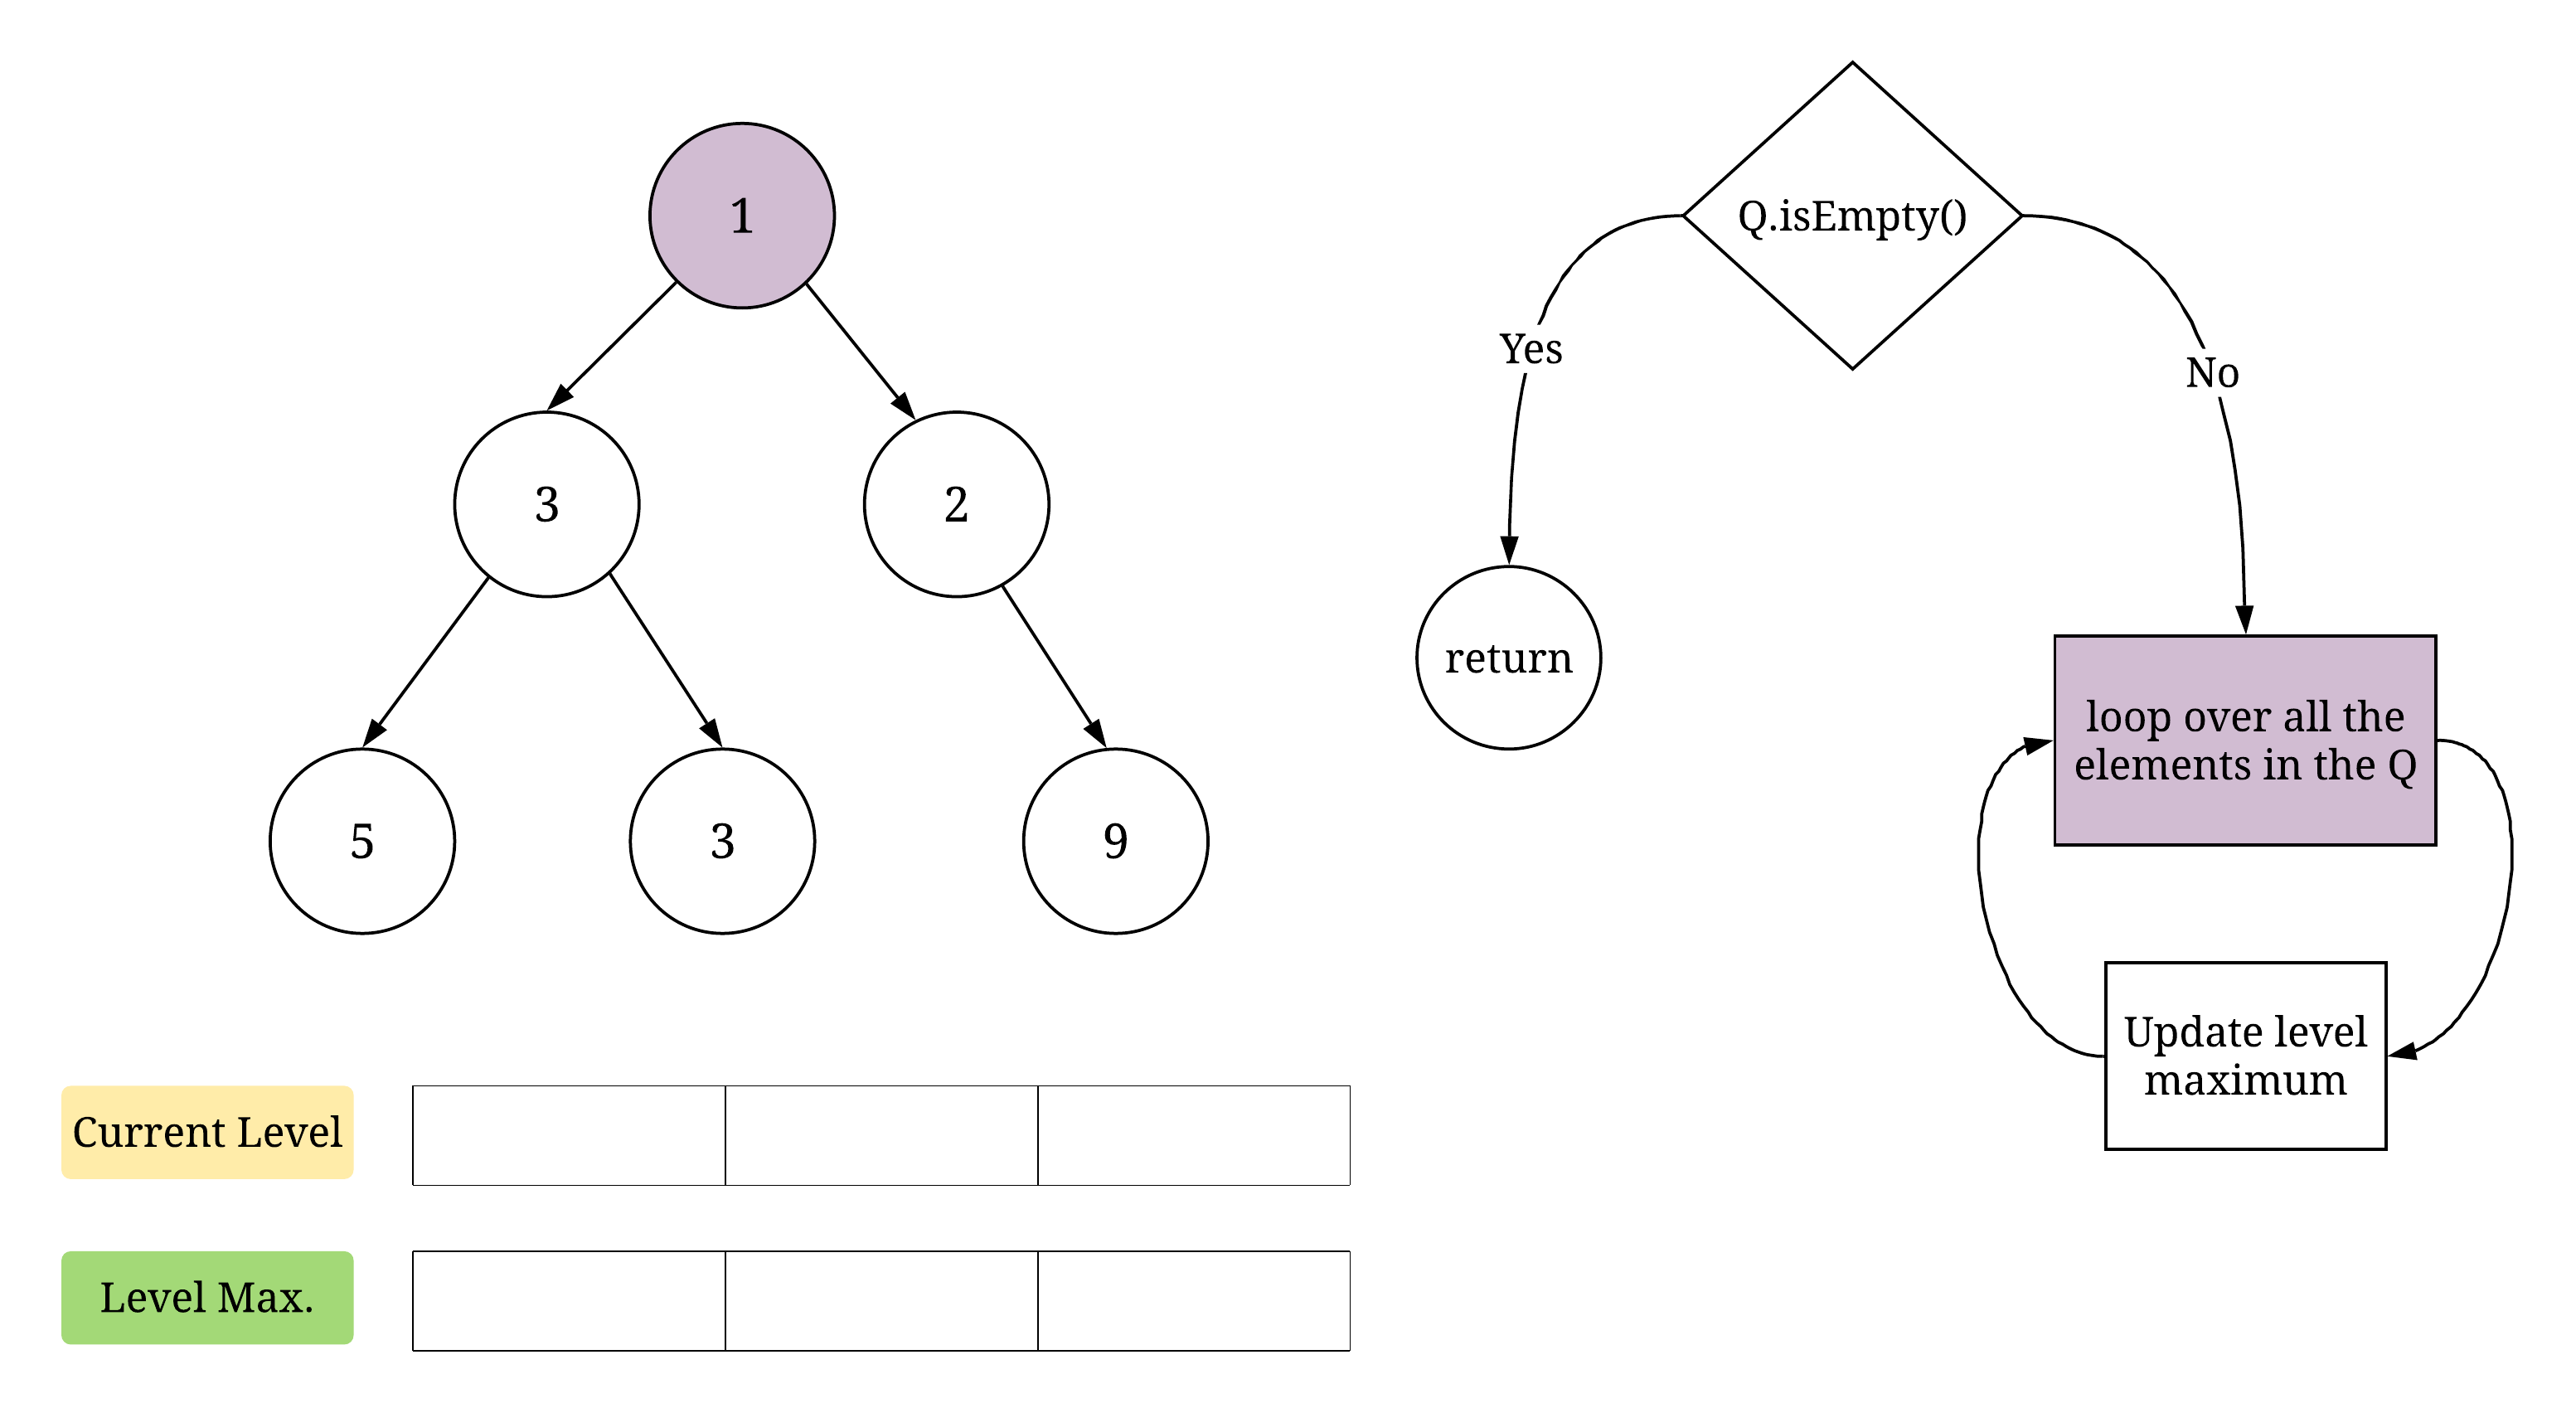 1
3
2
5
3
9
Current Level
Level Max.
Q.isEmpty()
Yes
No
return
loop over all the
elements in the Q
Update level
maximum